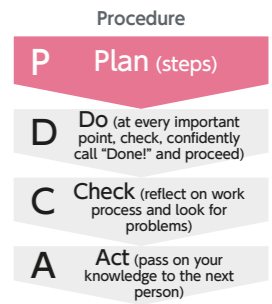 Procedure
P Plan (steps)
D Do (at every important
point, check, confidently
call “Done!” and proceed)
C Check (reflect on work
process and look for
problems)
A Act (pass on your
knowledge to the next
person)